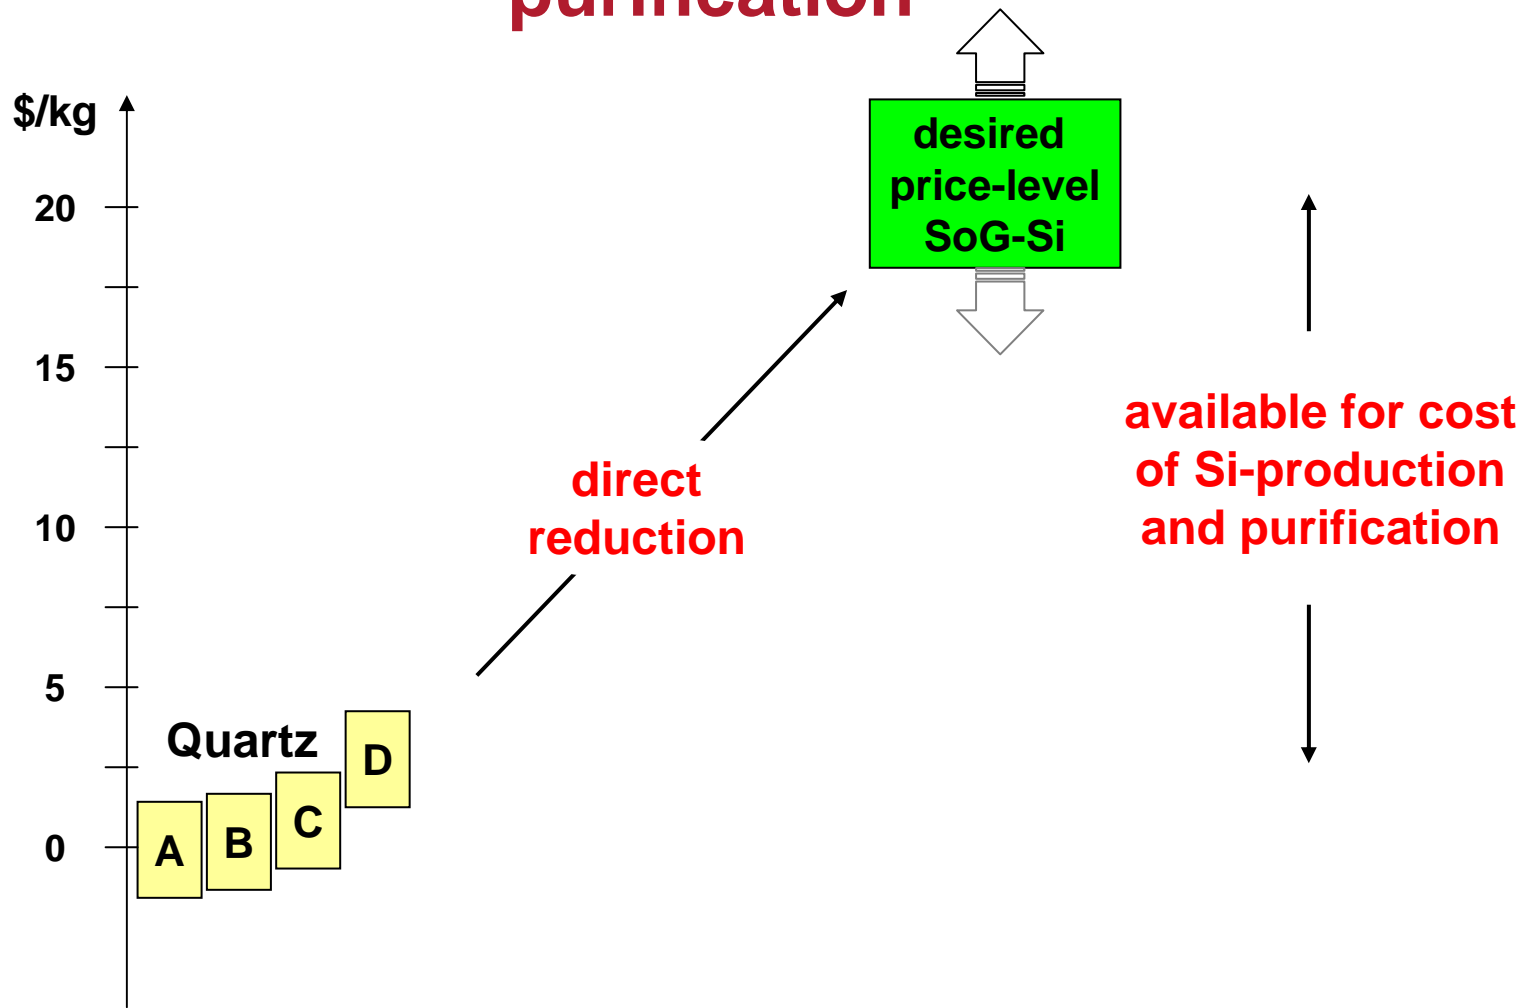 purification
$/kg
desired
price-level
SoG-Si
20
15
available for cost
of Si-production
and purification
direct
reduction
10
5
Quartz
D
C
B
A
0